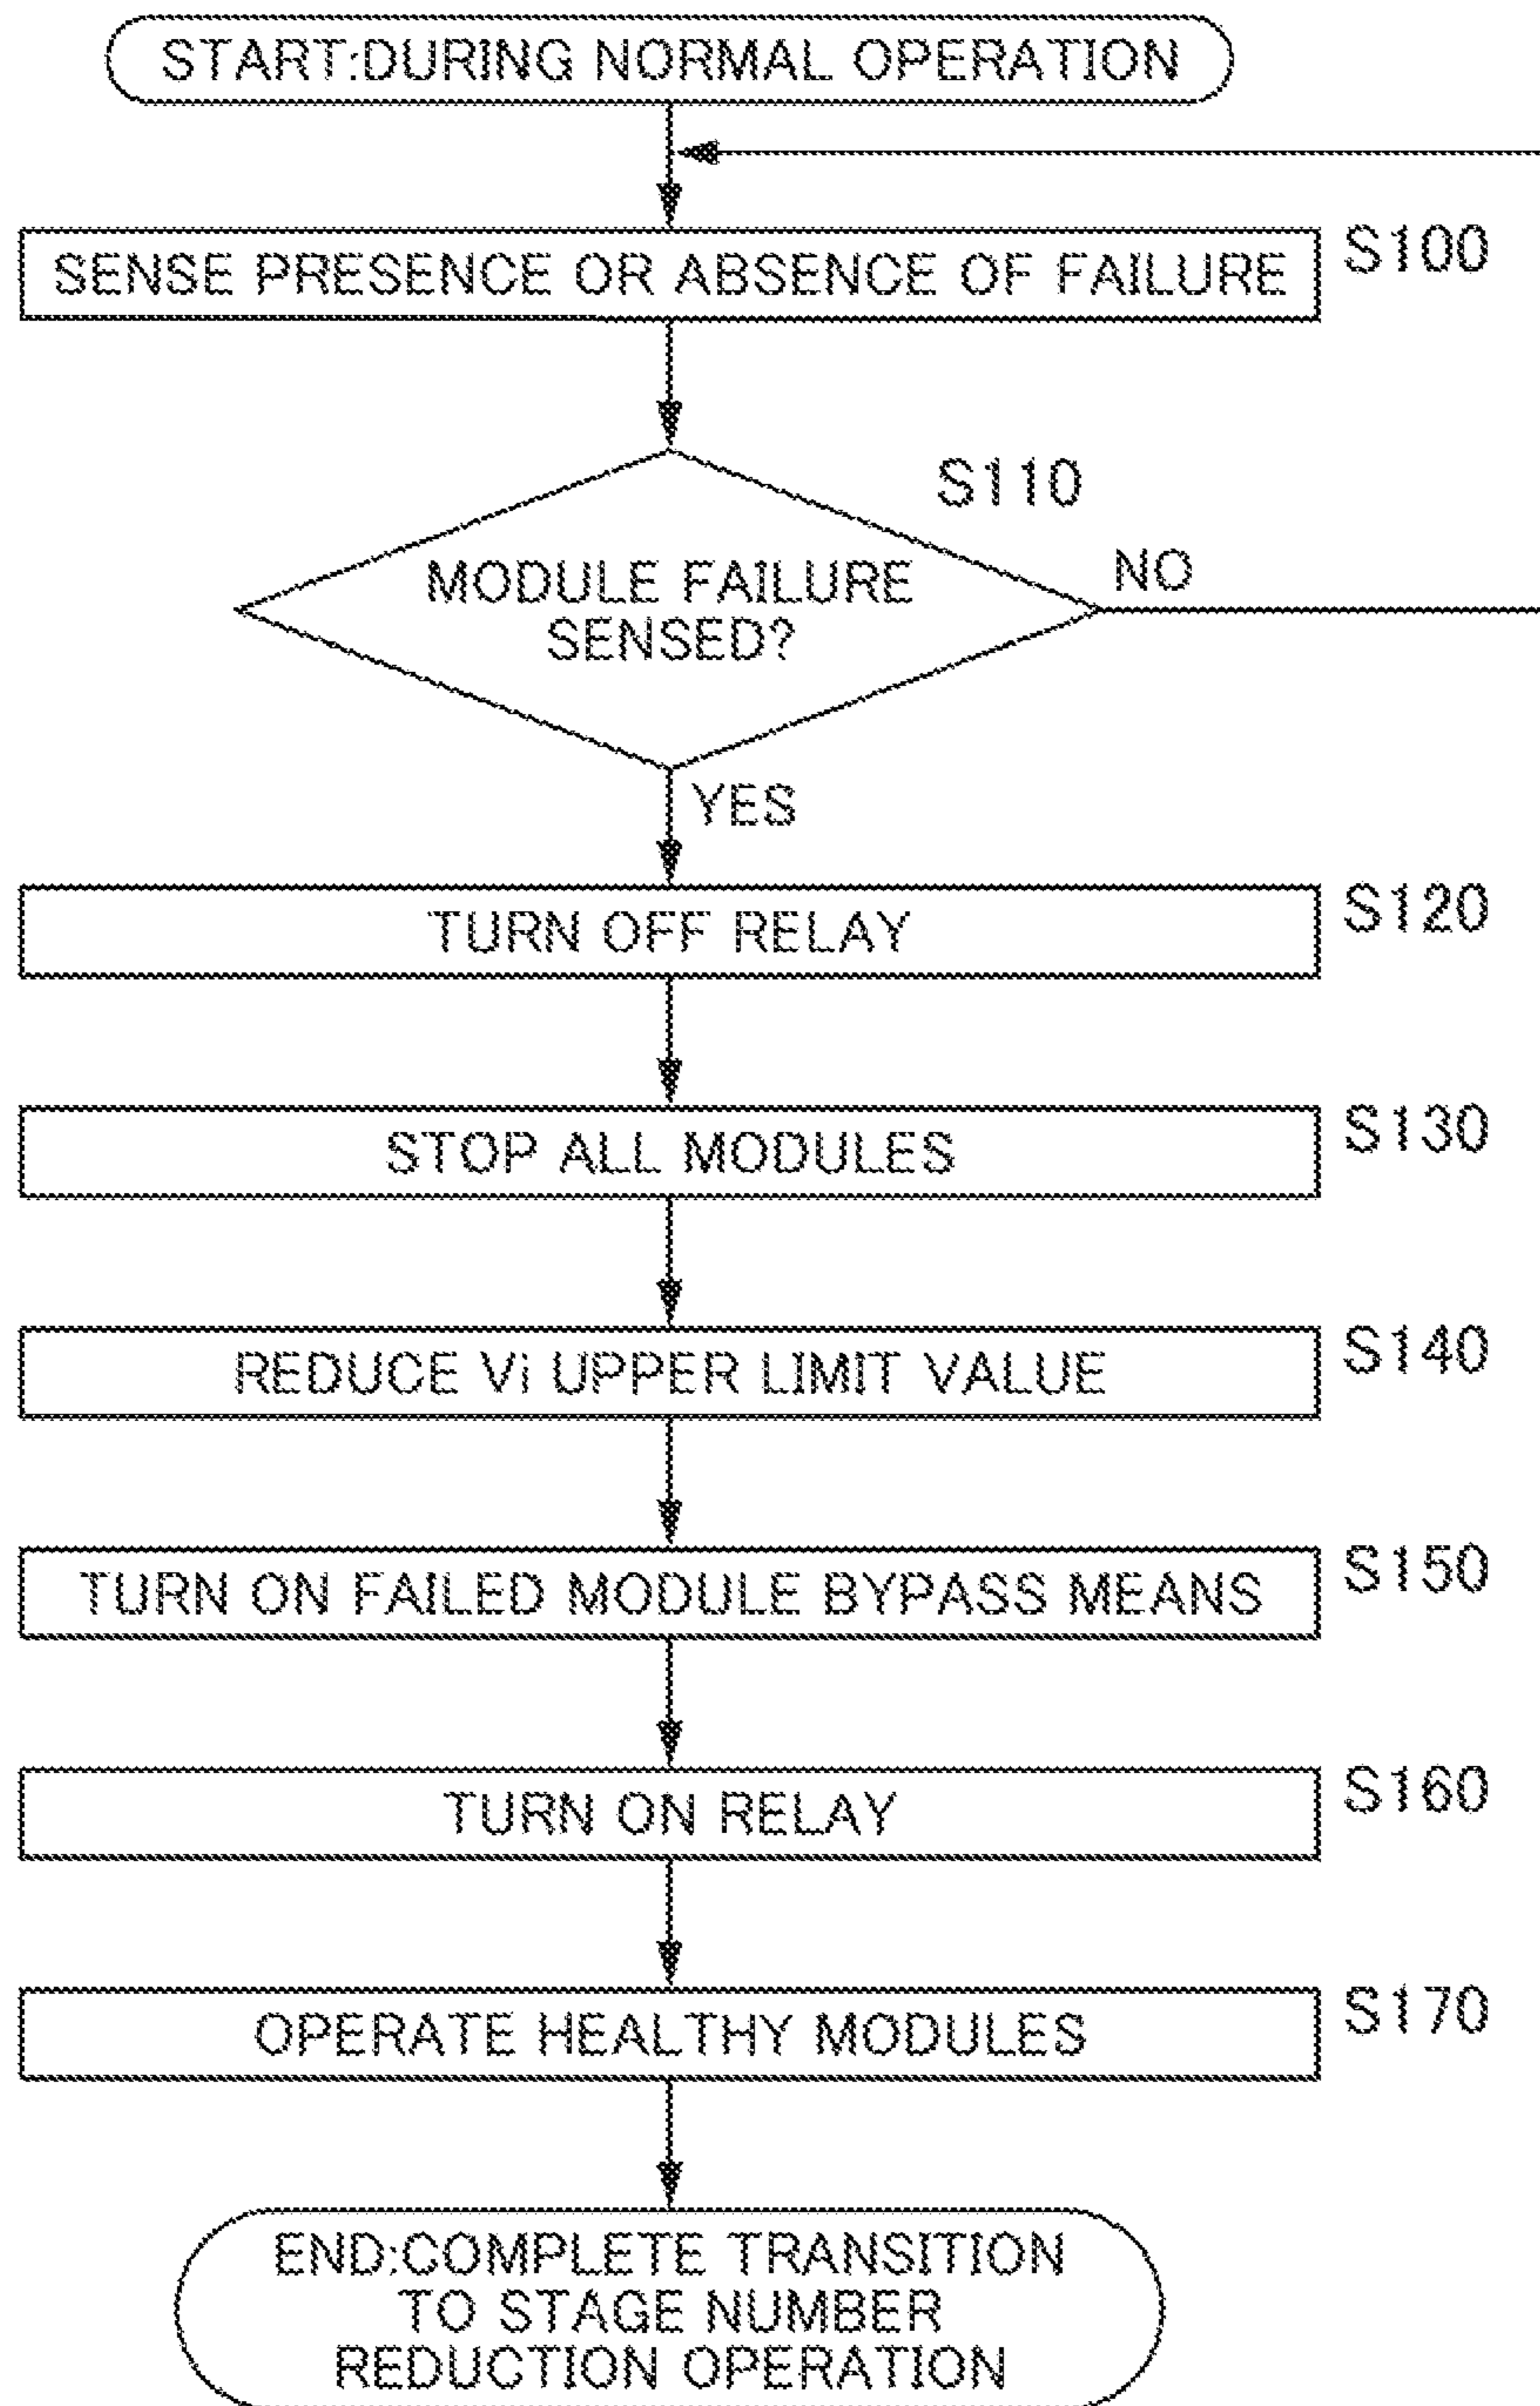 START:DURING NORMAL OPERATION
SENSE PRESENCE OR ABSENCE OF FAILURE
S100
S110
MODULE FAILURE
SENSED?
NO
YES
TURN OFF RELAY
S120
STOP ALL MODULES
S130
REDUCE Vi UPPER LIMIT VALUE
S140
TURN ON FAILED MODULE BYPASS MEANS
S150
TURN ON RELAY
S160
OPERATE HEALTHY MODULES
S170
END:COMPLETE TRANSITION
TO STAGE NUMBER
REDUCTION OPERATION